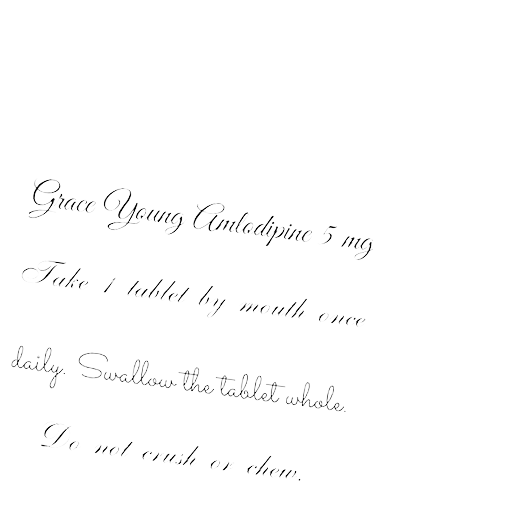 Grace Young Amlodipine 5 mg
Take 1 tablet by mouth once
daily. Swallow the tablet whole.
Do not crush or chew.